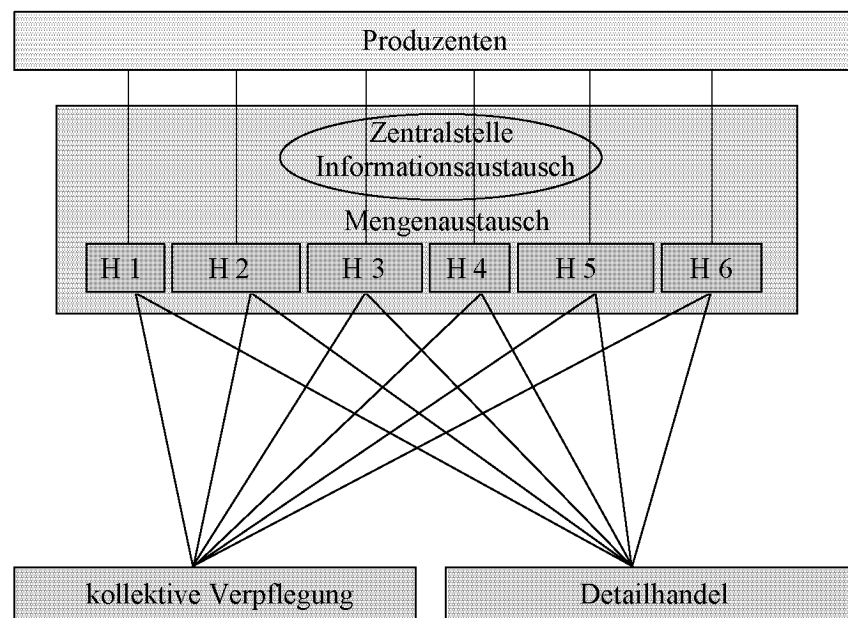 Produzenten
Zentralstelle
Informationsaustausch
Mengenaustausch
H 1 H 2 H 3 H 4 H 5 H 6
kollektive Verpflegung Detailhandel